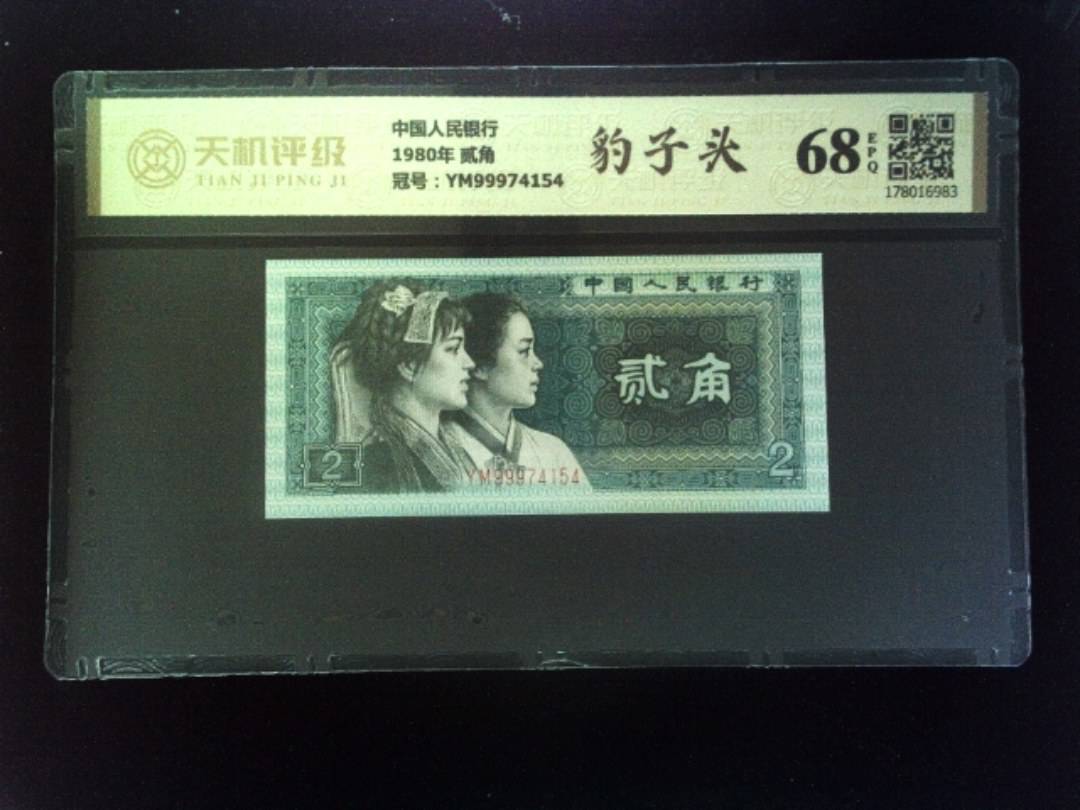 天机评级
TIAN JI PING JI
中国人民银行
1980年 贰角
冠号：YM99974154
豹子头
68
EPQ
178016983
中国人民银行
贰角
2
2
YM99974154